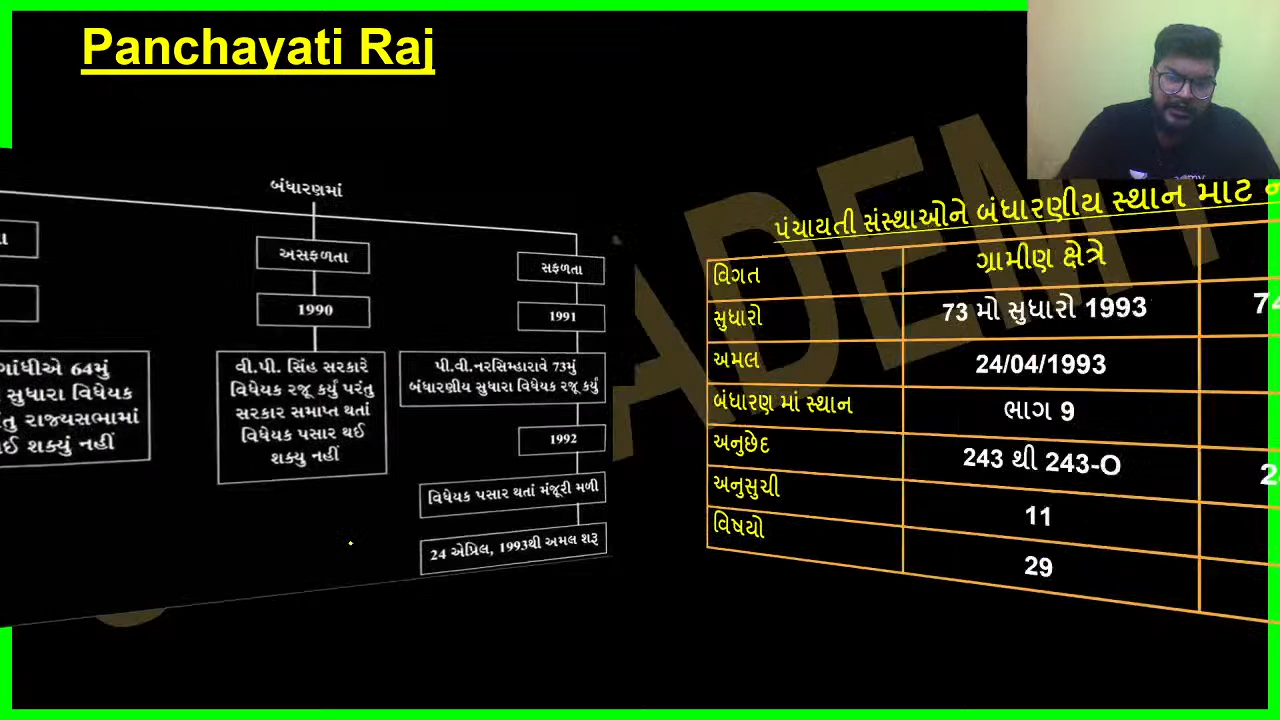 Panchayati Raj
બંધારણમાં
અસફળતા
1990
વી.પી. સિંહ સરકારે
વિધેયક રજૂ કર્યું પરંતુ
સરકાર સમાપ્ત થતાં
વિધેયક પસાર થઈ
શક્યુ નહીં
સફળતા
1991
પી.વી.નરસિમ્હારાવે 73મું
બંધારણીય સુધારા વિધેયક રજૂ કર્યું
1992
વિધેયક પસાર થતાં મંજૂરી મળી
24 એપ્રિલ, 1993થી અમલ શરૂ
ગાંધીએ 64મું
સુધારા વિધેયક
રાજ્યસભામાં
શક્યું નહીં
પંચાયતી સંસ્થાઓને બંધારણીય સ્થાન માટે
વિગત ગ્રામીણ ક્ષેત્રે
સુધારો 73 મો સુધારો 1993
અમલ 24/04/1993
બંધારણ માં સ્થાન ભાગ 9
અનુછેદ 243 થી 243-O
અનુસુચી 11
વિષયો 29